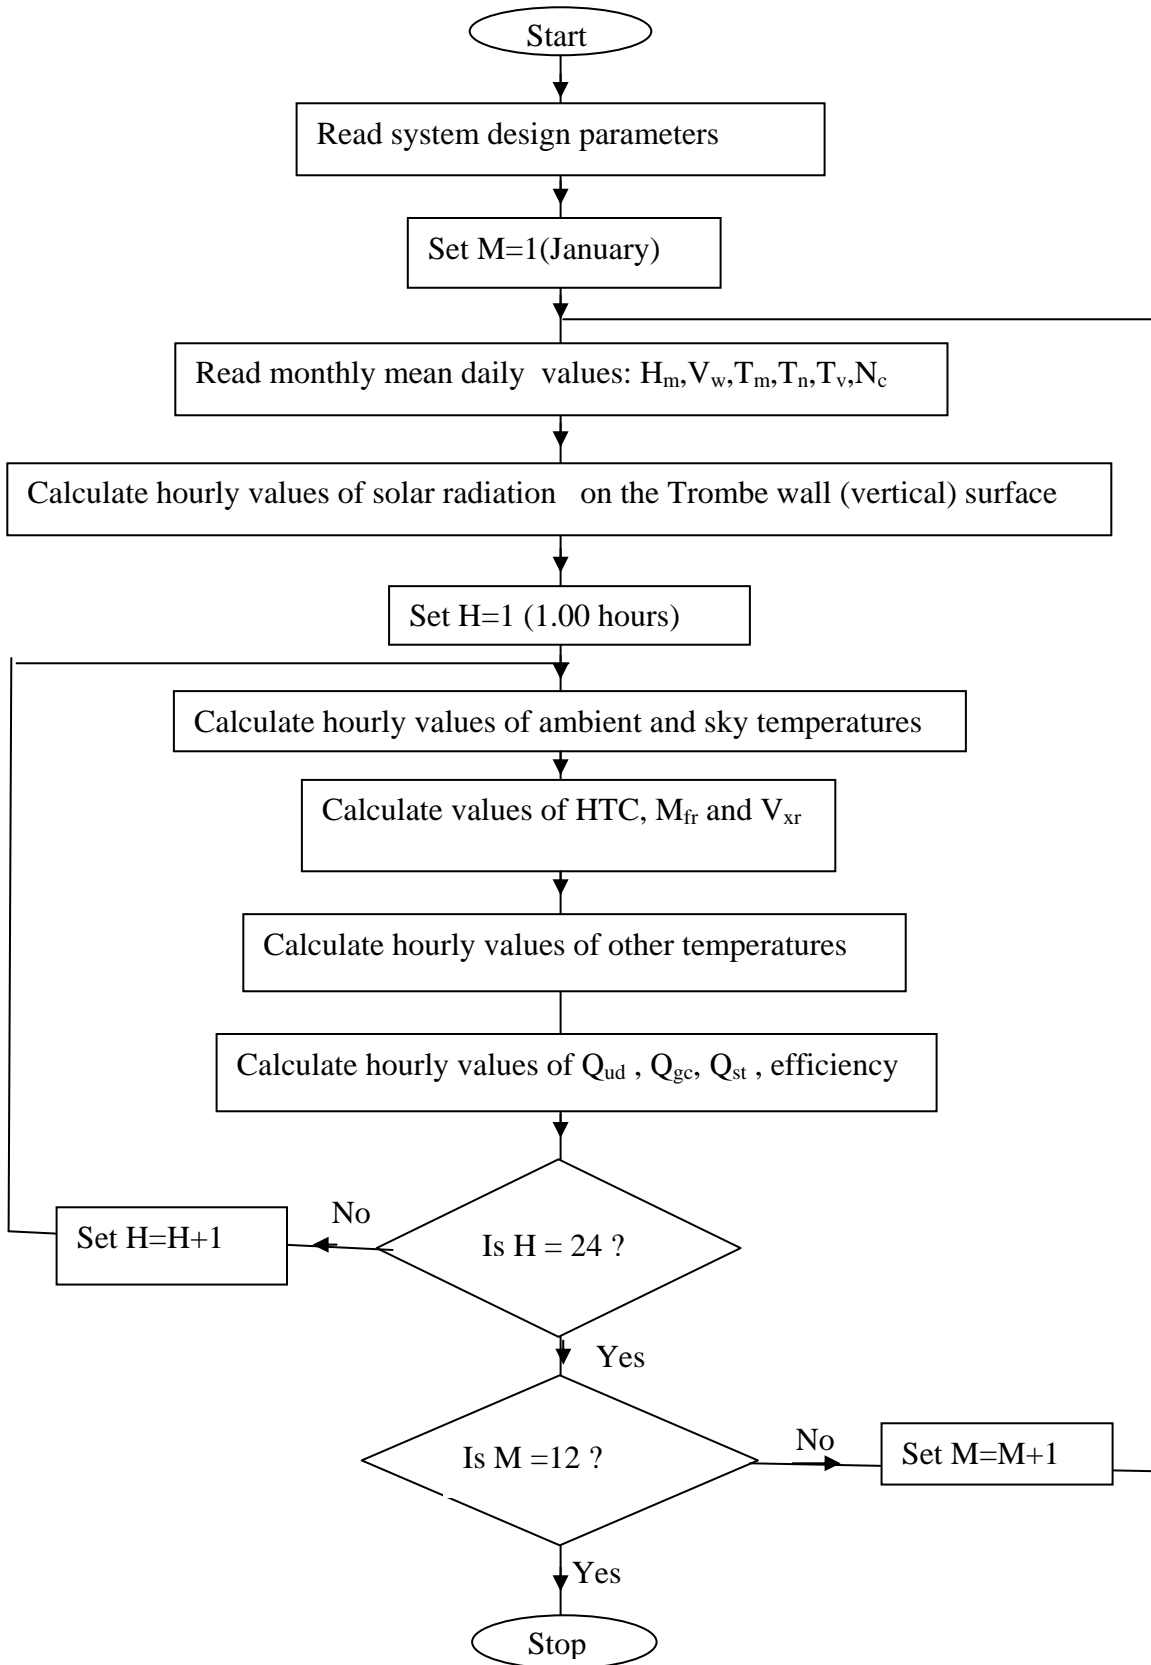 Start
Read system design parameters
Set M=1(January)
Read monthly mean daily values: Hm,Vw,Tm,Tn,Tv,Nc
Calculate hourly values of solar radiation on the Trombe wall (vertical) surface
Set H=1 (1.00 hours)
Calculate hourly values of ambient and sky temperatures
Calculate values of HTC, Mfr and Vxr
Calculate hourly values of other temperatures
Calculate hourly values of Qud , Qgc, Qst , efficiency
No
Set H=H+1
Is H = 24 ?
Yes
Is M =12 ?
No
Set M=M+1
Yes
Stop